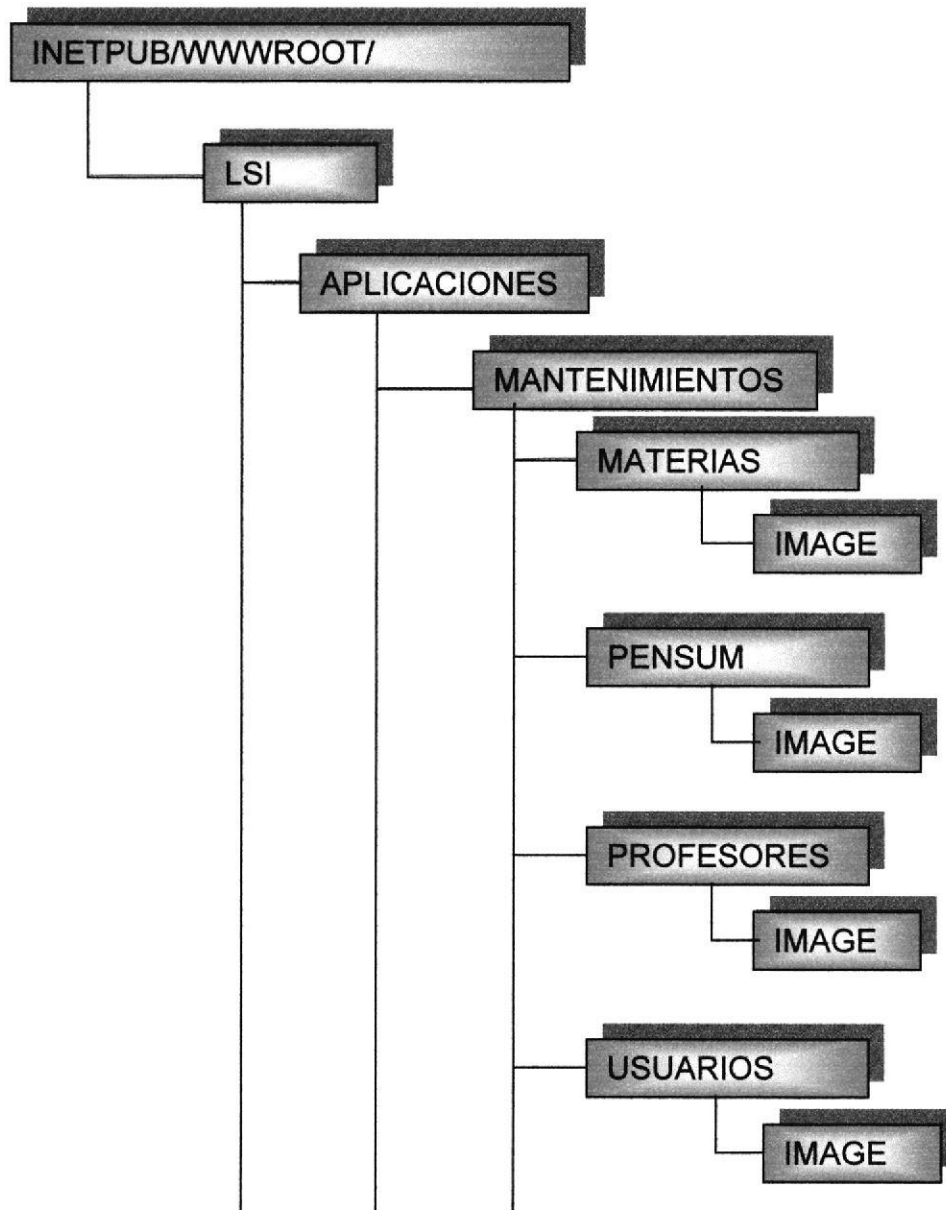 INETPUB/WWWROOT/
LSI
APLICACIONES
MANTENIMIENTOS
MATERIAS
IMAGE
PENSUM
IMAGE
PROFESORES
IMAGE
USUARIOS
IMAGE